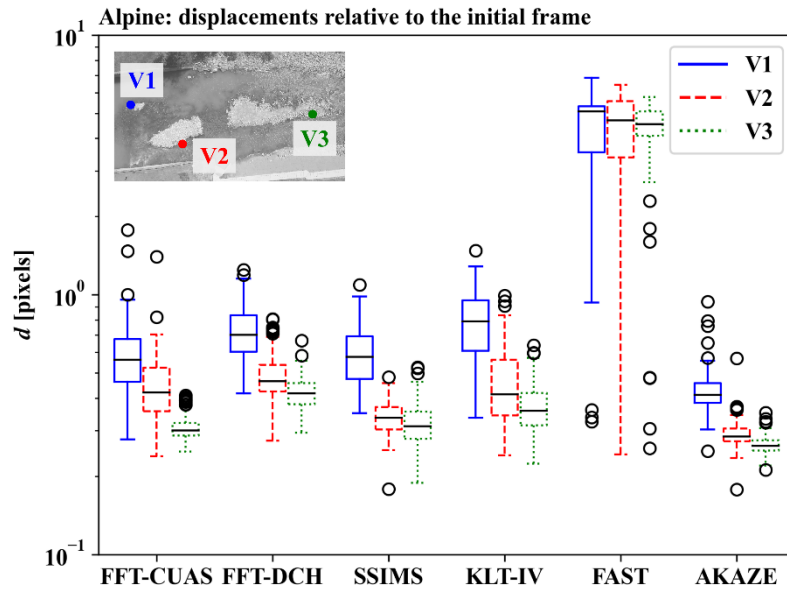 Alpine: displacements relative to the initial frame
10^1
V1
V2
V3
V1
V2
V3
10^0
d [pixels]
10^-1
FFT-CUAS FFT-DCH SSIMS KLT-IV FAST AKAZE